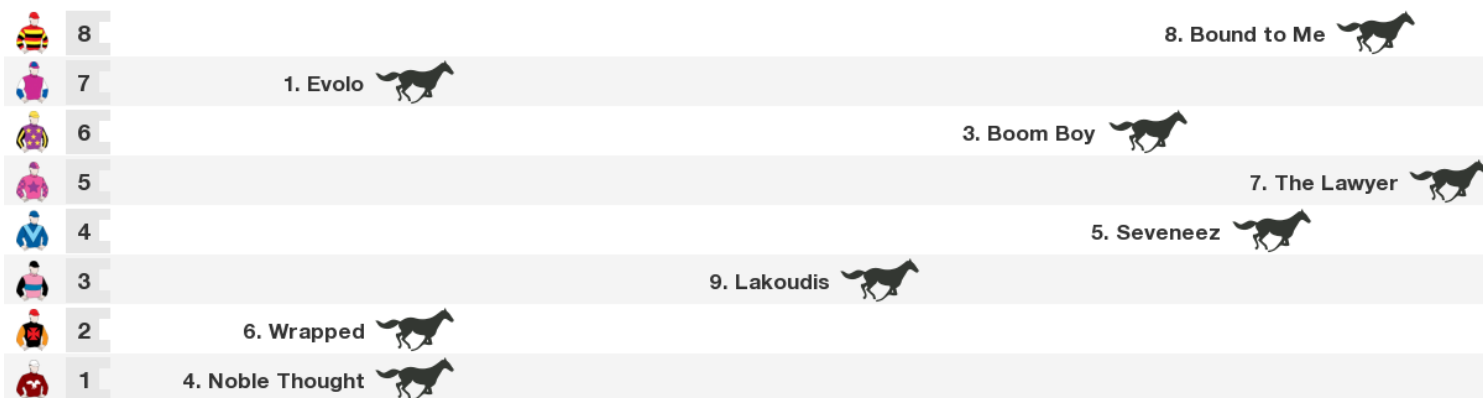 8 8. Bound to Me
7 1. Evolo
6 3. Boom Boy
5 7. The Lawyer
4 5. Seveneez
3 9. Lakoudis
2 6. Wrapped
1 4. Noble Thought